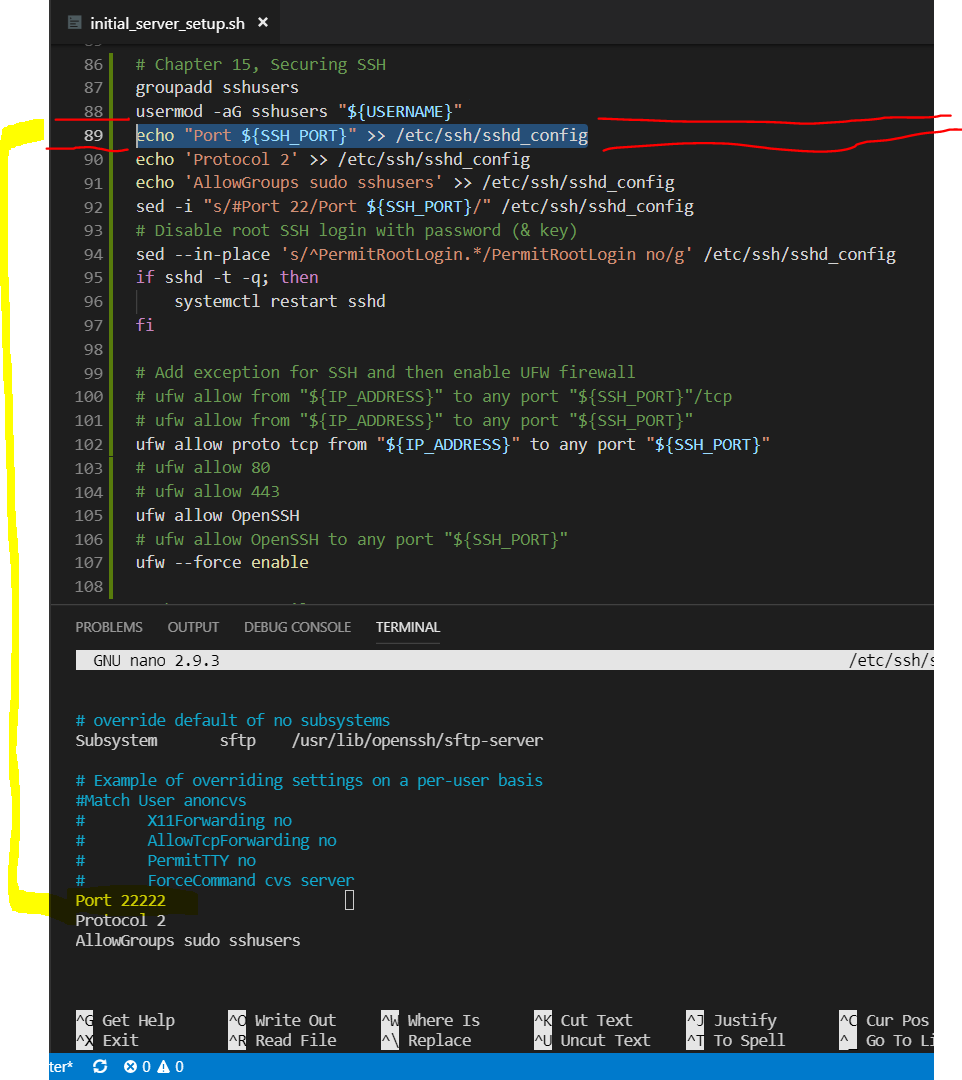 initial_server_setup.sh ×
86 # Chapter 15, Securing SSH
87 groupadd sshusers
88 usermod -aG sshusers "${USERNAME}"
89 echo "Port ${SSH_PORT}" >> /etc/ssh/sshd_config
90 echo 'Protocol 2' >> /etc/ssh/sshd_config
91 echo 'AllowGroups sudo sshusers' >> /etc/ssh/sshd_config
92 sed -i "s/#Port 22/Port ${SSH_PORT}/" /etc/ssh/sshd_config
93 # Disable root SSH login with password (& key)
94 sed --in-place 's/^PermitRootLogin.*/PermitRootLogin no/g' /etc/ssh/sshd_config
95 if sshd -t -q; then
96     systemctl restart sshd
97 fi
98
99 # Add exception for SSH and then enable UFW firewall
100 # ufw allow from "${IP_ADDRESS}" to any port "${SSH_PORT}"/tcp
101 # ufw allow from "${IP_ADDRESS}" to any port "${SSH_PORT}"
102 ufw allow proto tcp from "${IP_ADDRESS}" to any port "${SSH_PORT}"
103 # ufw allow 80
104 # ufw allow 443
105 ufw allow OpenSSH
106 # ufw allow OpenSSH to any port "${SSH_PORT}"
107 ufw --force enable
108
PROBLEMS OUTPUT DEBUG CONSOLE TERMINAL
GNU nano 2.9.3 /etc/ssh/s
# override default of no subsystems
Subsystem       sftp    /usr/lib/openssh/sftp-server
# Example of overriding settings on a per-user basis
#Match User anoncvs
#       X11Forwarding no
#       AllowTcpForwarding no
#       PermitTTY no
#       ForceCommand cvs server
Port 22222
Protocol 2
AllowGroups sudo sshusers
^G Get Help ^O Write Out ^W Where Is ^K Cut Text ^J Justify ^C Cur Pos
^X Exit ^R Read File ^\ Replace ^U Uncut Text ^T To Spell ^_ Go To Li
ter* 0 0